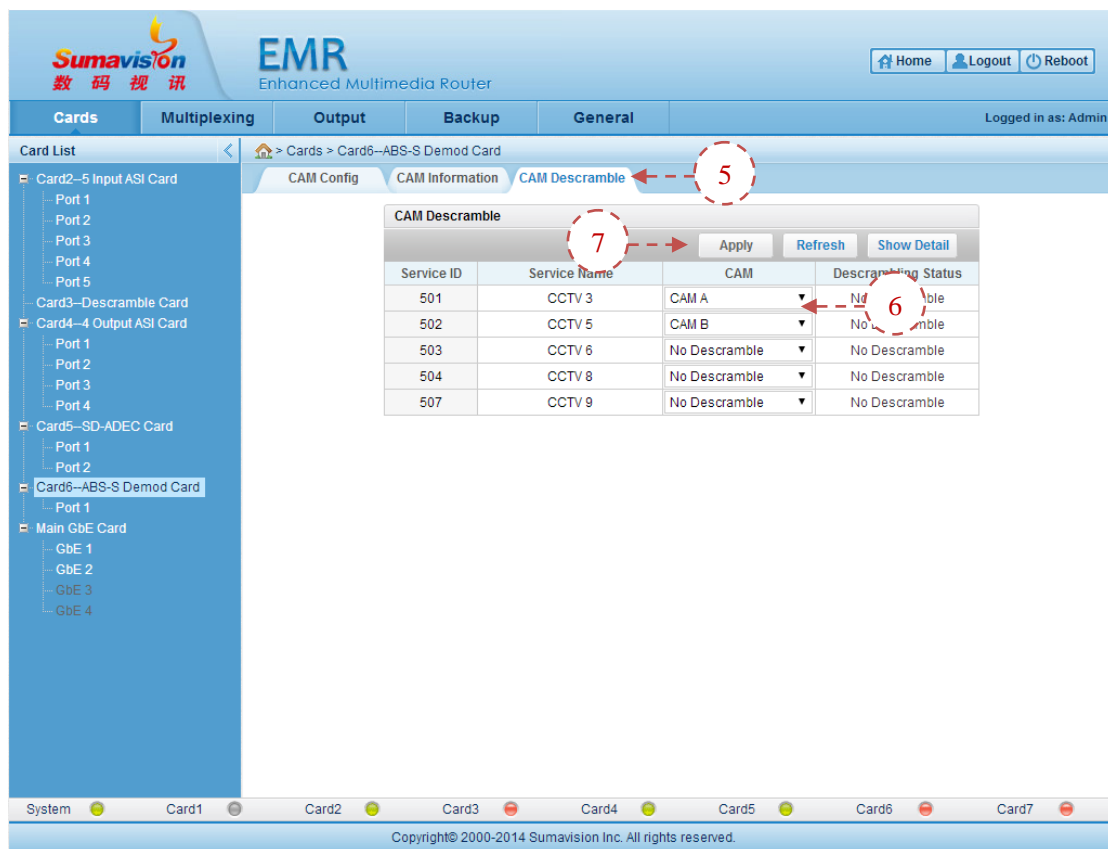 Sumavision
数码视讯
EMR
Enhanced Multimedia Router
Home Logout Reboot
Cards Multiplexing Output Backup General Logged in as: Admin
Card List
> Cards > Card6--ABS-S Demod Card
CAM Config CAM Information CAM Descramble
5
Card2--5 Input ASI Card
Port 1
Port 2
Port 3
Port 4
Port 5
Card3--Descramble Card
Card4--4 Output ASI Card
Port 1
Port 2
Port 3
Port 4
Card5--SD-ADEC Card
Port 1
Port 2
Card6--ABS-S Demod Card
Port 1
Main GbE Card
GbE 1
GbE 2
GbE 3
GbE 4
CAM Descramble
7
Apply Refresh Show Detail
Service ID Service Name CAM Descrambling Status
501 CCTV 3 CAM A No Descramble
6
502 CCTV 5 CAM B No Descramble
503 CCTV 6 No Descramble No Descramble
504 CCTV 8 No Descramble No Descramble
507 CCTV 9 No Descramble No Descramble
System Card1 Card2 Card3 Card4 Card5 Card6 Card7
Copyright© 2000-2014 Sumavision Inc. All rights reserved.